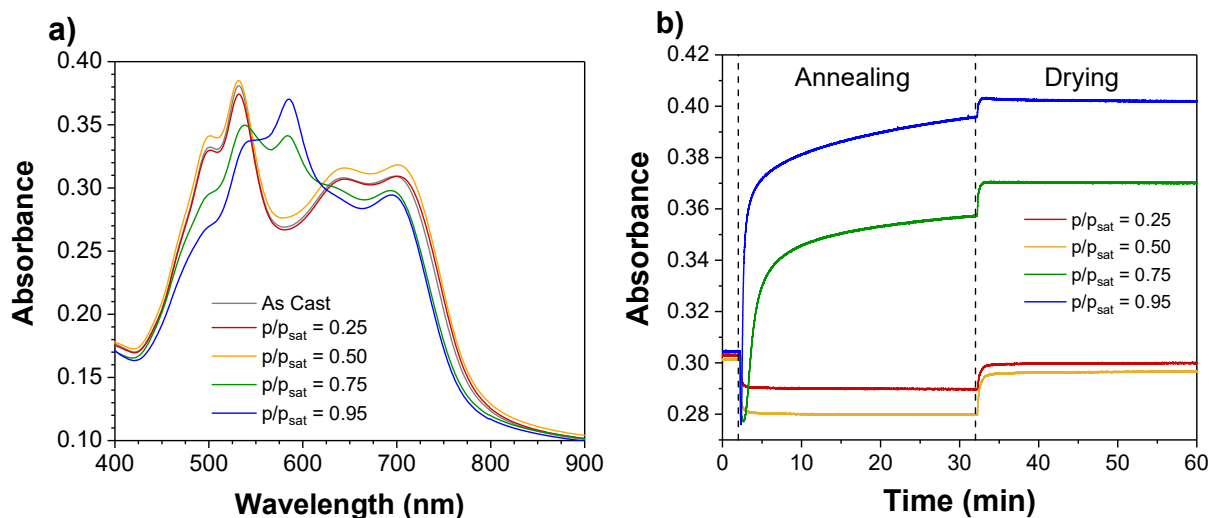 a)
0.40
0.35
0.30
0.25
0.20
0.15
0.10
Absorbance
As Cast
p/psat = 0.25
p/psat = 0.50
p/psat = 0.75
p/psat = 0.95
400 500 600 700 800 900
Wavelength (nm)
b)
0.42
0.40
0.38
0.36
0.34
0.32
0.30
0.28
Absorbance
Annealing Drying
p/psat = 0.25
p/psat = 0.50
p/psat = 0.75
p/psat = 0.95
0 10 20 30 40 50 60
Time (min)